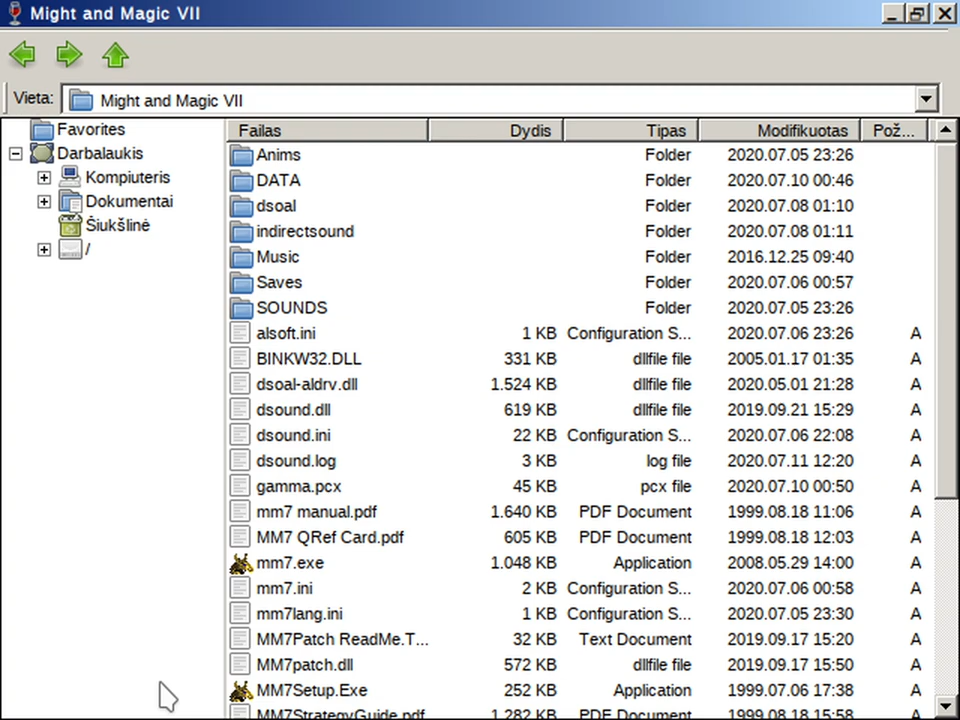 Might and Magic VII
Vieta: Might and Magic VII
Favorites
Darbalaukis
Kompiuteris
Dokumentai
Šiukšlinė
/
Failas Dydis Tipas Modifikuotas Pož...
Anims Folder 2020.07.05 23:26
DATA Folder 2020.07.10 00:46
dsoal Folder 2020.07.08 01:10
indirectsound Folder 2020.07.08 01:11
Music Folder 2016.12.25 09:40
Saves Folder 2020.07.06 00:57
SOUNDS Folder 2020.07.05 23:26
alsoft.ini 1 KB Configuration S... 2020.07.06 23:26 A
BINKW32.DLL 331 KB dllfile file 2005.01.17 01:35 A
dsoal-aldrv.dll 1.524 KB dllfile file 2020.05.01 21:28 A
dsound.dll 619 KB dllfile file 2019.09.21 15:29 A
dsound.ini 22 KB Configuration S... 2020.07.06 22:08 A
dsound.log 3 KB log file 2020.07.11 12:20 A
gamma.pcx 45 KB pcx file 2020.07.10 00:50 A
mm7 manual.pdf 1.640 KB PDF Document 1999.08.18 11:06 A
MM7 QRef Card.pdf 605 KB PDF Document 1999.08.18 12:03 A
mm7.exe 1.048 KB Application 2008.05.29 14:00 A
mm7.ini 2 KB Configuration S... 2020.07.06 00:58 A
mm7lang.ini 1 KB Configuration S... 2020.07.05 23:30 A
MM7Patch ReadMe.T... 32 KB Text Document 2019.09.17 15:20 A
MM7patch.dll 572 KB dllfile file 2019.09.17 15:50 A
MM7Setup.Exe 252 KB Application 1999.07.06 17:38 A
MM7StrategyGuide.pdf 1.282 KB PDF Document 1999.08.18 15:58 A